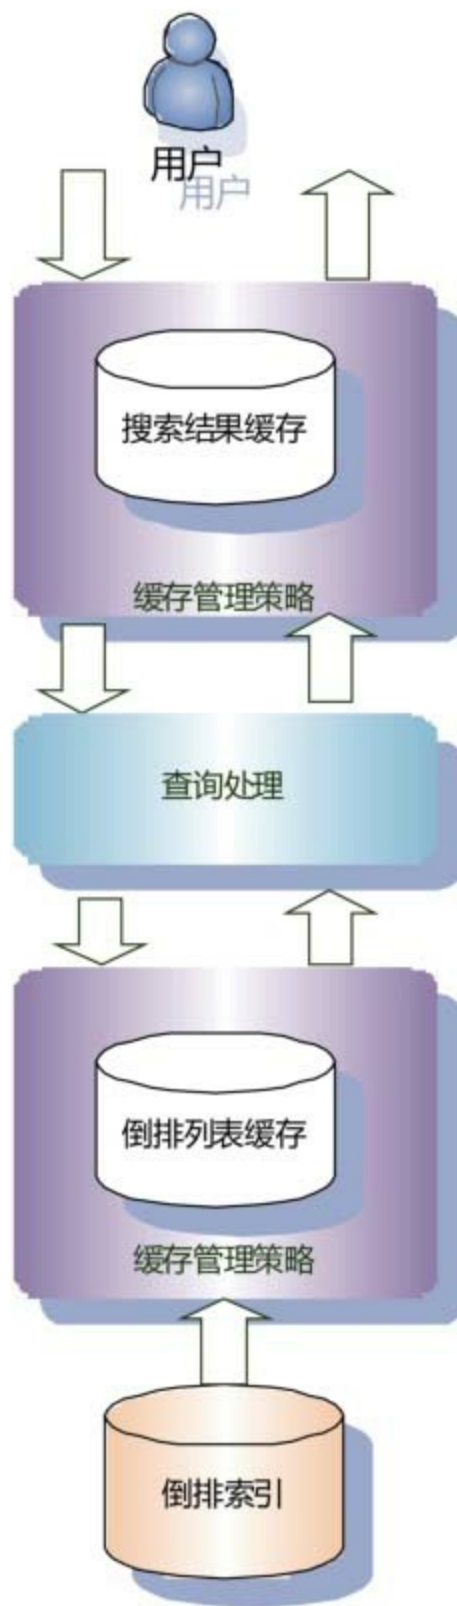 用户
用户
搜索结果缓存
缓存管理策略
查询处理
倒排列表缓存
缓存管理策略
倒排索引